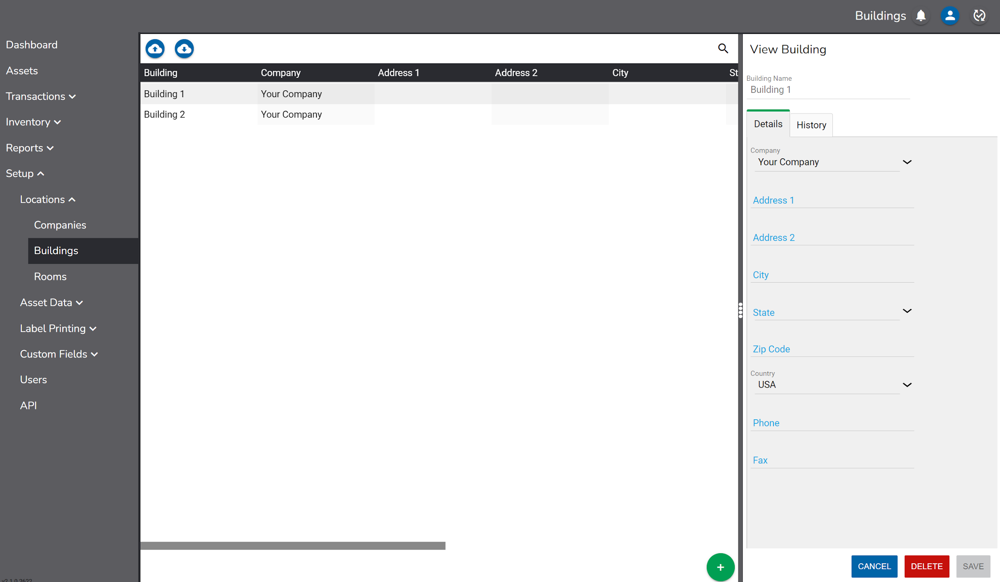 Buildings
Dashboard
Assets
Transactions
Inventory
Reports
Setup
Locations
Companies
Buildings
Rooms
Asset Data
Label Printing
Custom Fields
Users
API
v2.1.0.2622
Building Company Address 1 Address 2 City St
Building 1 Your Company
Building 2 Your Company
View Building
Building Name
Building 1
Details History
Company
Your Company
Address 1
Address 2
City
State
Zip Code
Country
USA
Phone
Fax
CANCEL DELETE SAVE